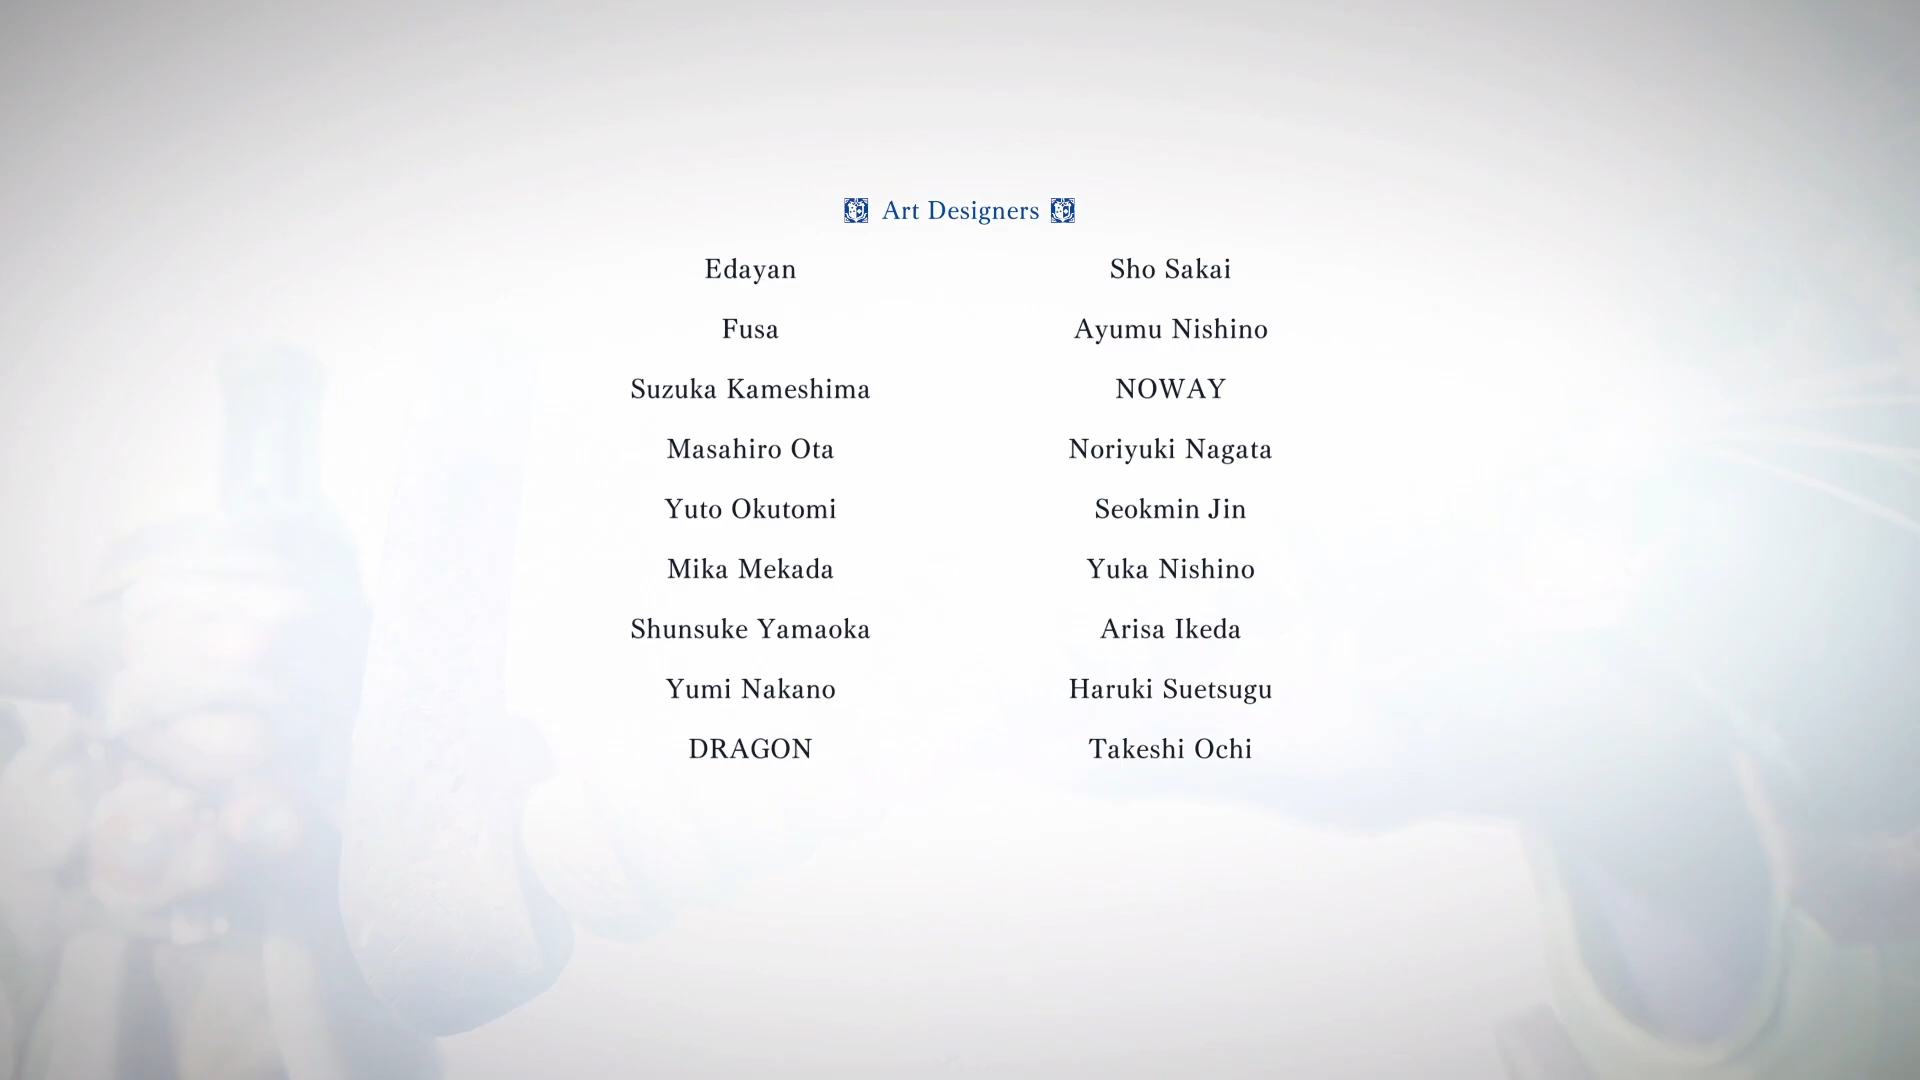 Art Designers
Edayan
Sho Sakai
Fusa
Ayumu Nishino
Suzuka Kameshima
NOWAY
Masahiro Ota
Noriyuki Nagata
Yuto Okutomi
Seokmin Jin
Mika Mekada
Yuka Nishino
Shunsuke Yamaoka
Arisa Ikeda
Yumi Nakano
Haruki Suetsugu
DRAGON
Takeshi Ochi